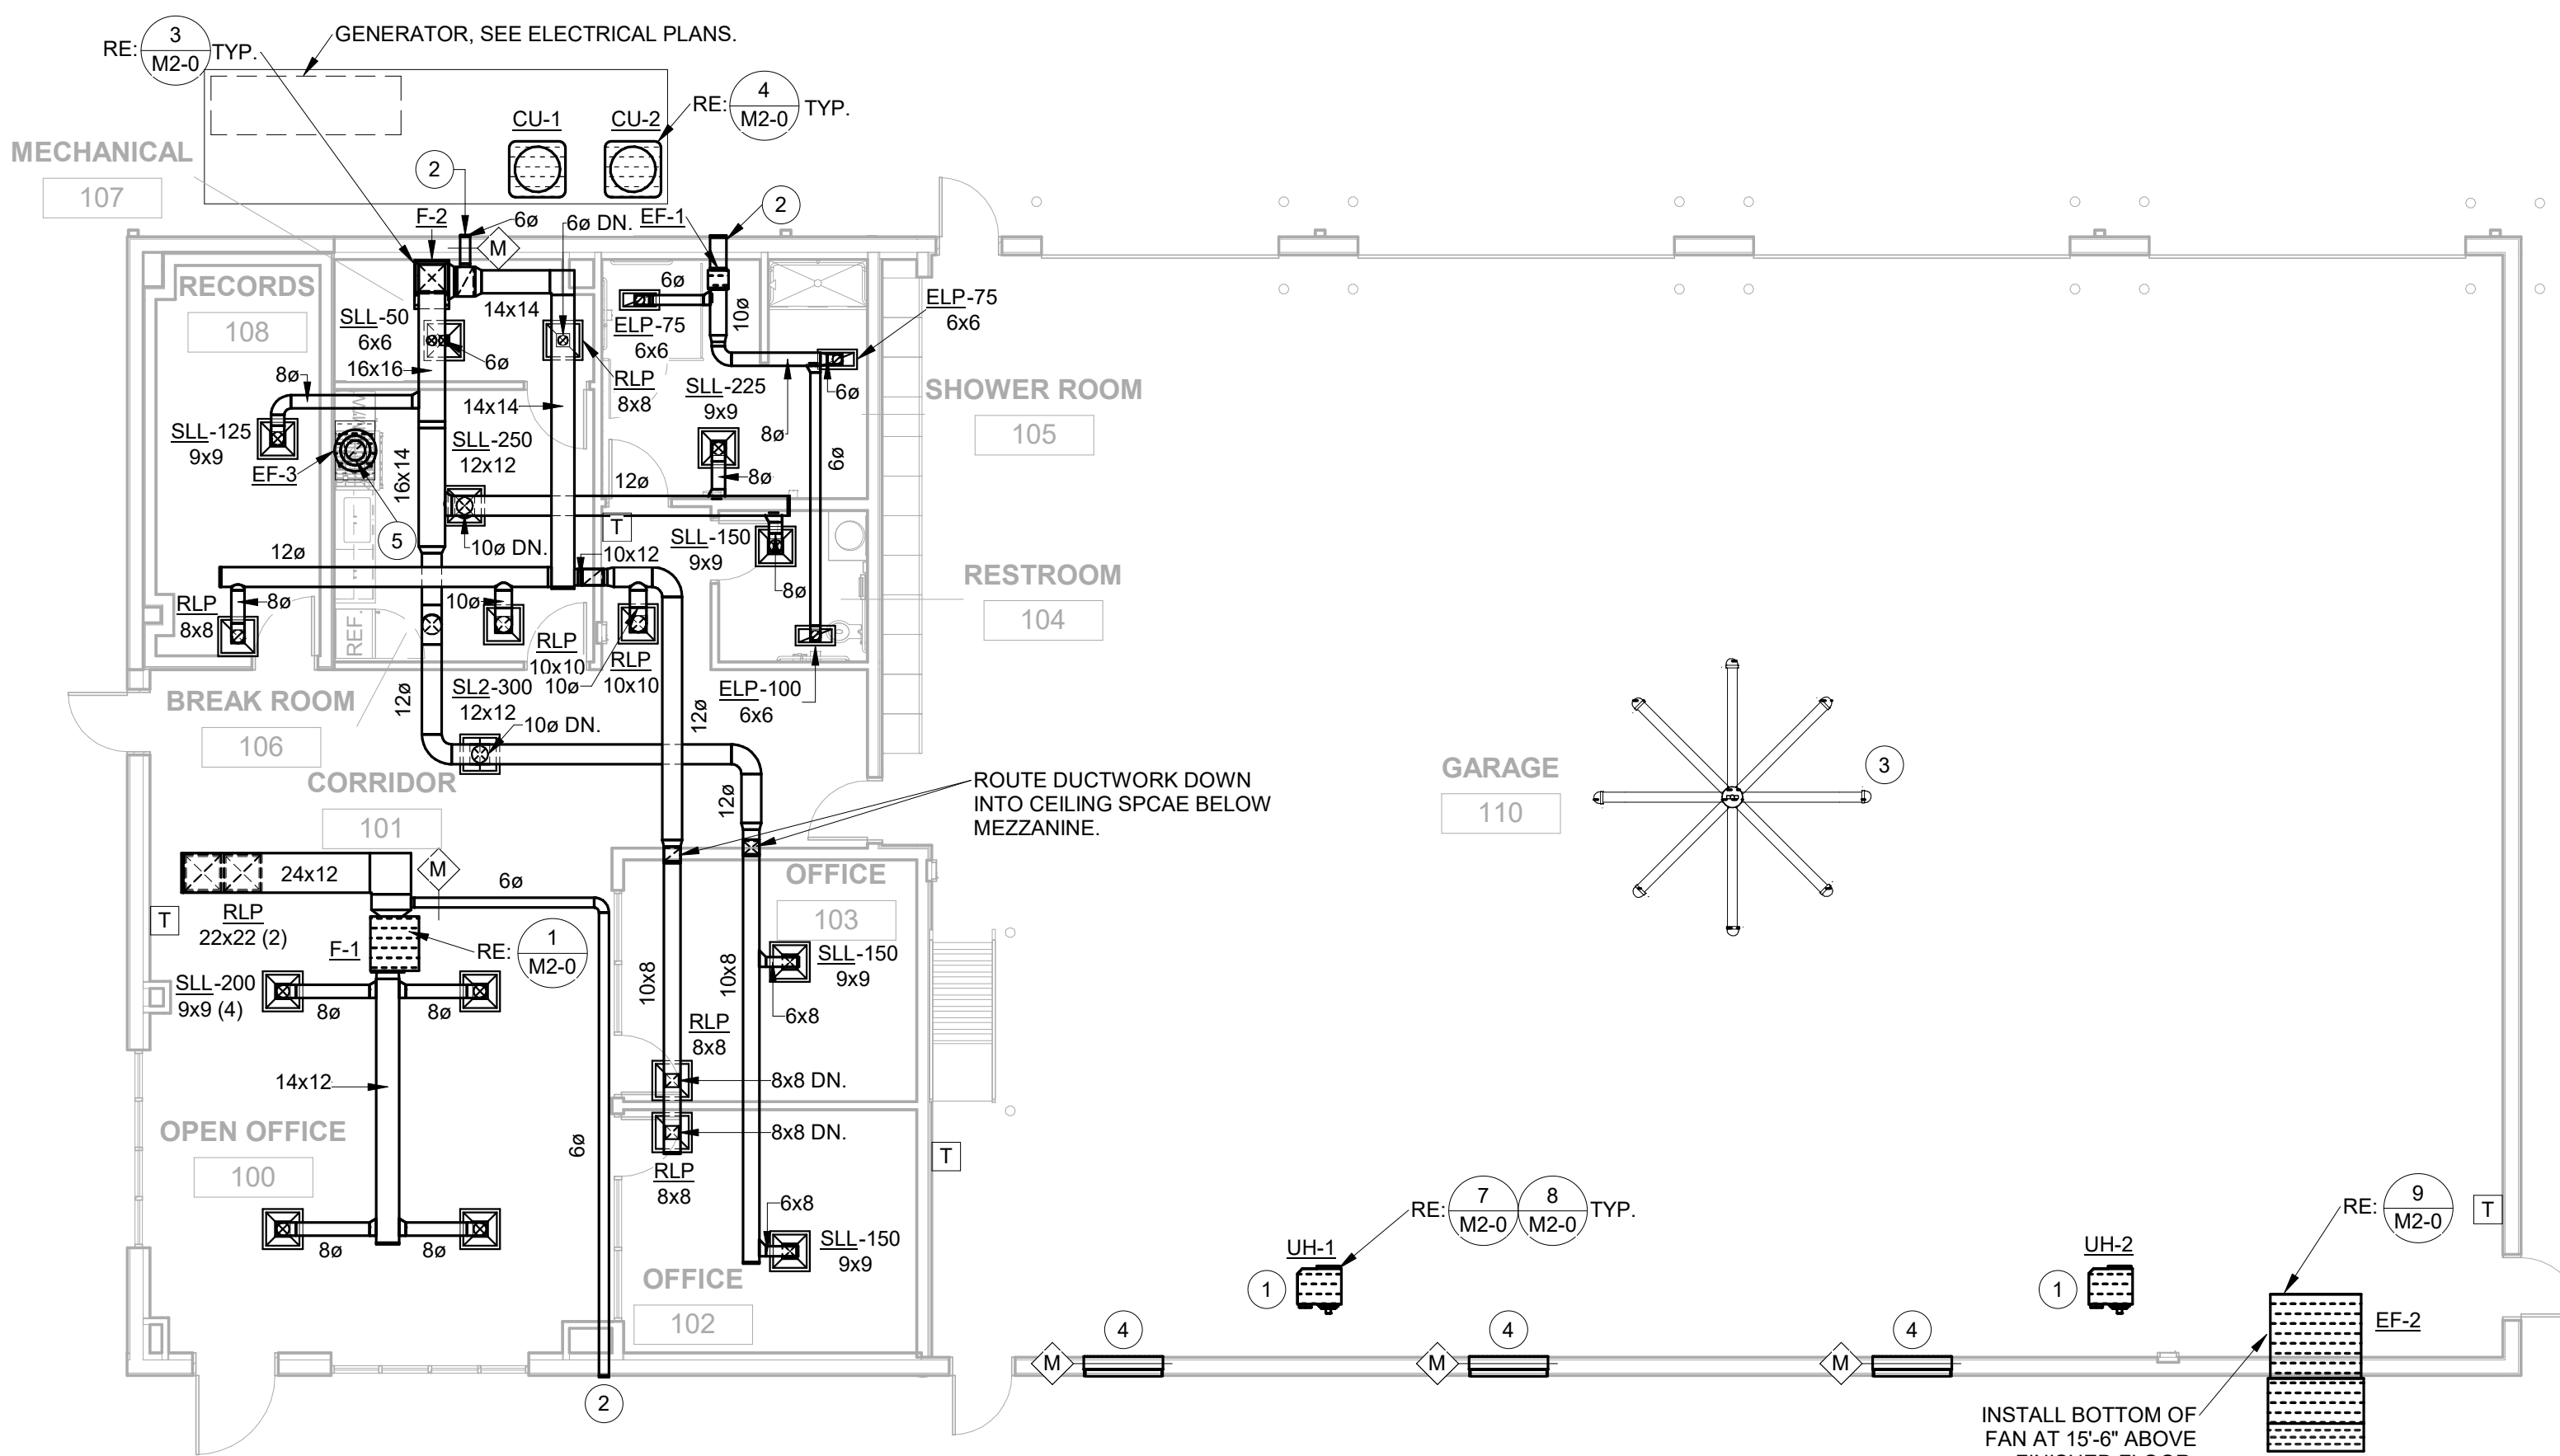 GENERATOR, SEE ELECTRICAL PLANS.
RE:
3
M2-0
TYP.
CU-1
CU-2
RE:
4
M2-0
TYP.
MECHANICAL
107
2
F-2
6ø
M
6ø DN.
EF-1
2
RECORDS
108
SLL-50
6x6
16x16
6ø
14x14
6ø
ELP-75
6x6
10ø
ELP-75
6x6
RLP
8x8
6ø
8ø
SLL-125
9x9
EF-3
14x14
SLL-225
9x9
8ø
SHOWER ROOM
105
M/W
16x14
SLL-250
12x12
6ø
8ø
12ø
T
5
10ø DN.
10x12
SLL-150
9x9
8ø
12ø
RESTROOM
104
RLP
8x8
8ø
10ø
REF.
RLP
10x10
10ø
RLP
10x10
BREAK ROOM
106
12ø
SL2-300
12x12
10ø DN.
12ø
ELP-100
6x6
CORRIDOR
101
12ø
ROUTE DUCTWORK DOWN
INTO CEILING SPCAE BELOW
MEZZANINE.
GARAGE
110
3
24x12
M
6ø
OFFICE
103
T
RLP
22x22 (2)
F-1
RE:
1
M2-0
SLL-200
9x9 (4)
8ø
8ø
10x8
10x8
SLL-150
9x9
6x8
RLP
8x8
14x12
8x8 DN.
8x8 DN.
OPEN OFFICE
100
6ø
RLP
8x8
T
6x8
8ø
8ø
SLL-150
9x9
OFFICE
102
RE:
7
M2-0
8
M2-0
TYP.
RE:
9
M2-0
T
UH-1
1
UH-2
1
EF-2
M
4
M
4
M
4
2
INSTALL BOTTOM OF
FAN AT 15'-6" ABOVE
FINISHED FLOOR